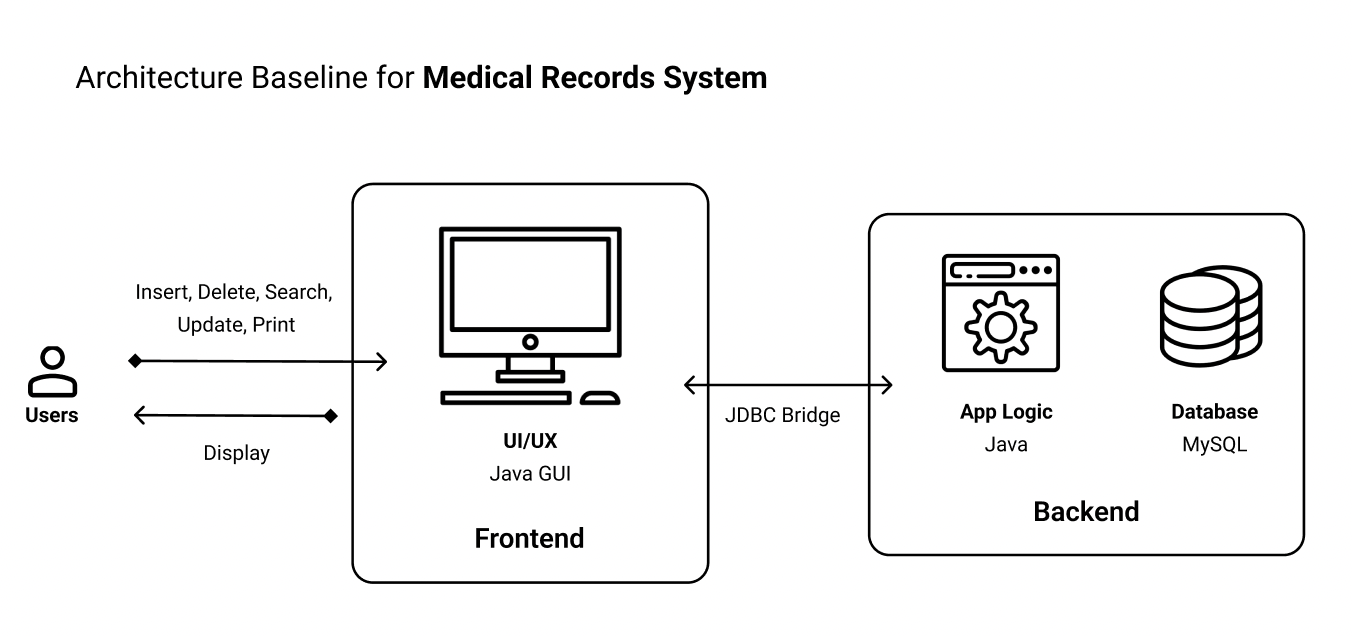 Architecture Baseline for Medical Records System
Insert, Delete, Search,
Update, Print
Users
Display
UI/UX
Java GUI
Frontend
JDBC Bridge
App Logic
Java
Database
MySQL
Backend